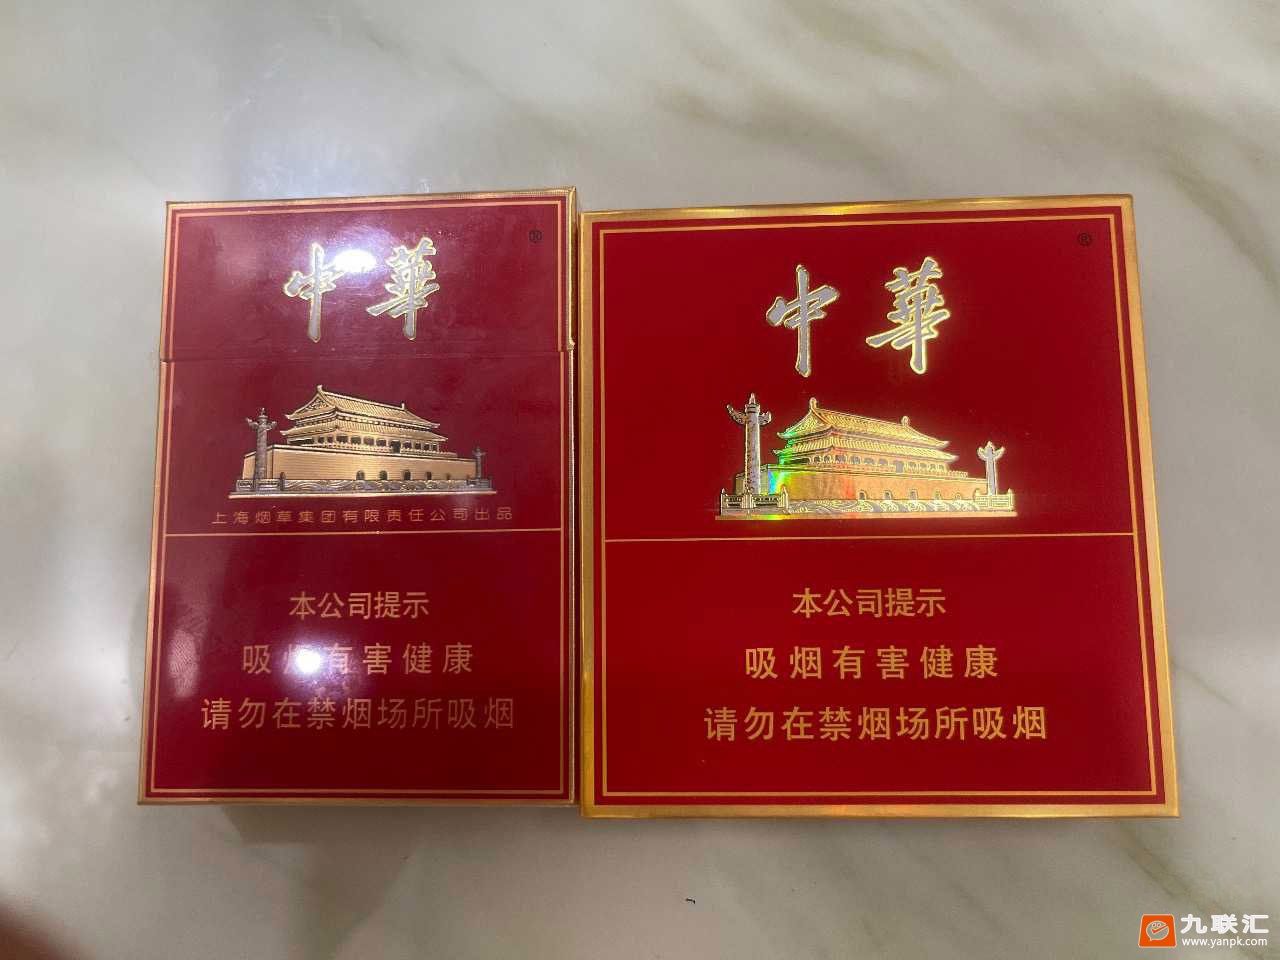 中華
®
上海烟草集团有限责任公司出品
本公司提示
吸烟有害健康
请勿在禁烟场所吸烟
中華
®
本公司提示
吸烟有害健康
请勿在禁烟场所吸烟
九联汇
www.yanpk.com